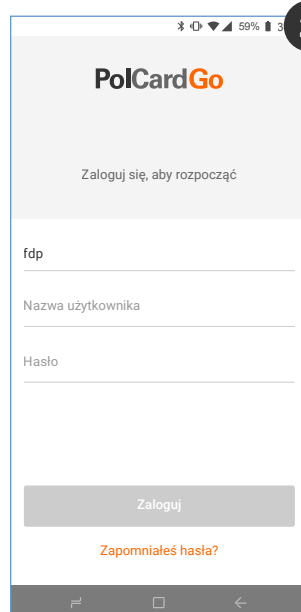 59%
PolCardGo
Zaloguj się, aby rozpocząć
fdp
Nazwa użytkownika
Hasło
Zaloguj
Zapomniałeś hasła?